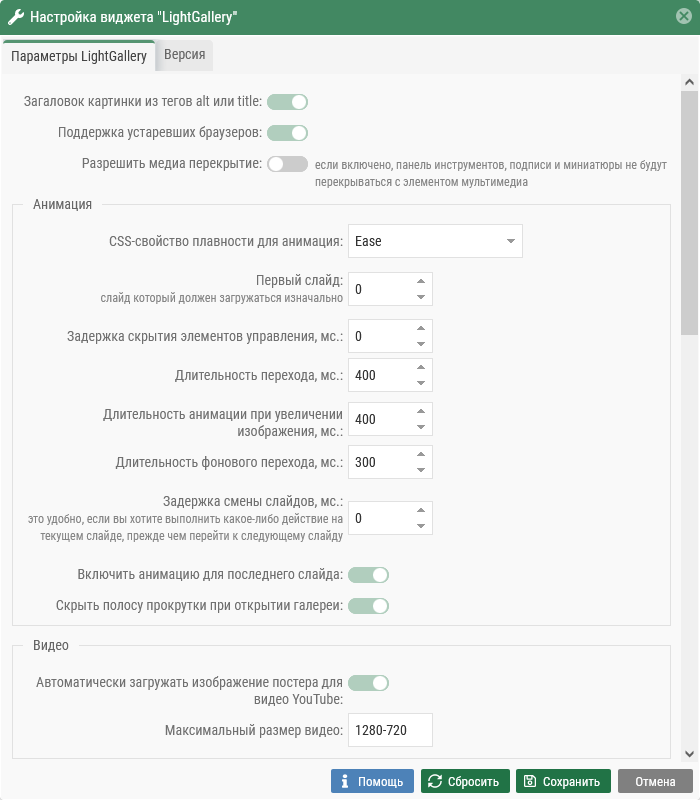 Настройка виджета "LightGallery"
Параметры LightGallery
Версия
Заголовок картинки из тегов alt или title:
Поддержка устаревших браузеров:
Разрешить медиа перекрытие:
если включено, панель инструментов, подписи и миниатюры не будут
перекрываться с элементом мультимедиа
Анимация
CSS-свойство плавности для анимация:
Ease
Первый слайд:
слайд который должен загружаться изначально
0
Задержка скрытия элементов управления, мс.:
0
Длительность перехода, мс.:
400
Длительность анимации при увеличении
изображения, мс.:
400
Длительность фонового перехода, мс.:
300
Задержка смены слайдов, мс.:
это удобно, если вы хотите выполнить какое-либо действие на
текущем слайде, прежде чем перейти к следующему слайду
0
Включить анимацию для последнего слайда:
Скрыть полосу прокрутки при открытии галереи:
Видео
Автоматически загружать изображение постера для
видео YouTube:
Максимальный размер видео:
1280-720
Помощь
Сбросить
Сохранить
Отмена